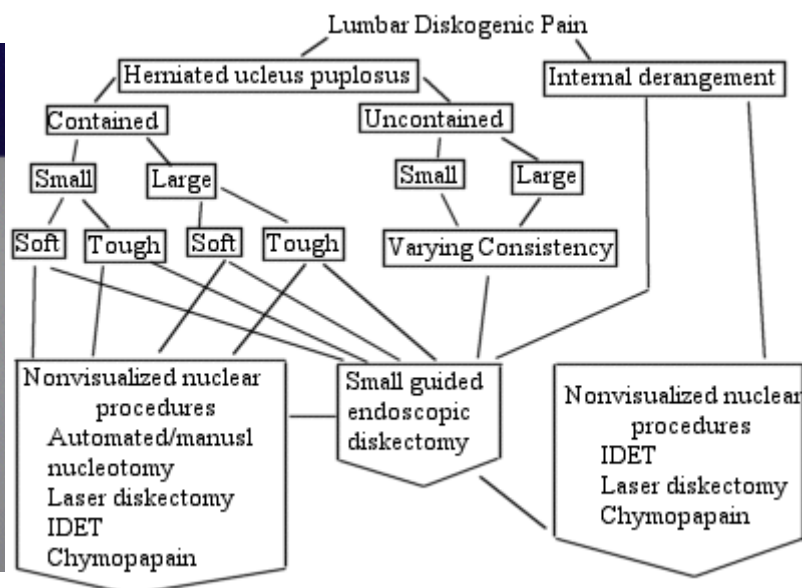 Lumbar Diskogenic Pain
Herniated ucleus puplosus
Internal derangement
Contained
Uncontained
Small
Large
Small
Large
Soft
Tough
Soft
Tough
Varying Consistency
Nonvisualized nuclear
procedures
Automated/manusl
nucleotomy
Laser diskectomy
IDET
Chymopapain
Small guided
endoscopic
diskectomy
Nonvisualized nuclear
procedures
IDET
Laser diskectomy
Chymopapain